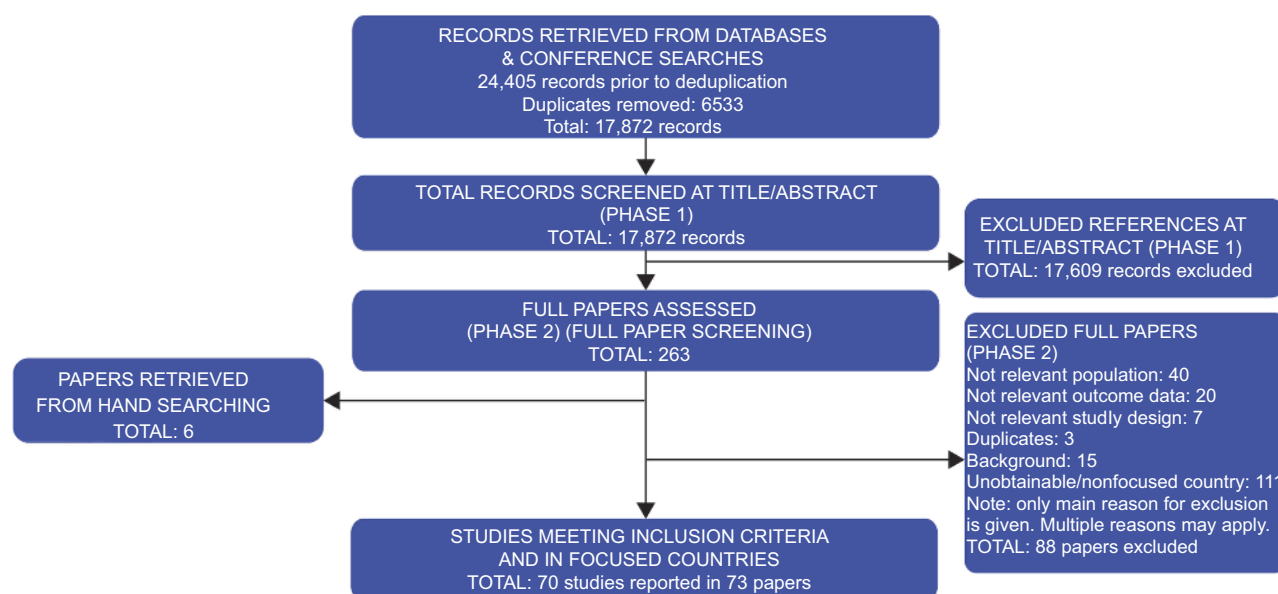 RECORDS RETRIEVED FROM DATABASES
& CONFERENCE SEARCHES
24,405 records prior to deduplication
Duplicates removed: 6533
Total: 17,872 records
TOTAL RECORDS SCREENED AT TITLE/ABSTRACT
(PHASE 1)
TOTAL: 17,872 records
EXCLUDED REFERENCES AT
TITLE/ABSTRACT (PHASE 1)
TOTAL: 17,609 records excluded
FULL PAPERS ASSESSED
(PHASE 2) (FULL PAPER SCREENING)
TOTAL: 263
PAPERS RETRIEVED
FROM HAND SEARCHING
TOTAL: 6
EXCLUDED FULL PAPERS
(PHASE 2)
Not relevant population: 40
Not relevant outcome data: 20
Not relevant studly design: 7
Duplicates: 3
Background: 15
Unobtainable/nonfocused country: 111
Note: only main reason for exclusion
is given. Multiple reasons may apply.
TOTAL: 88 papers excluded
STUDIES MEETING INCLUSION CRITERIA
AND IN FOCUSED COUNTRIES
TOTAL: 70 studies reported in 73 papers